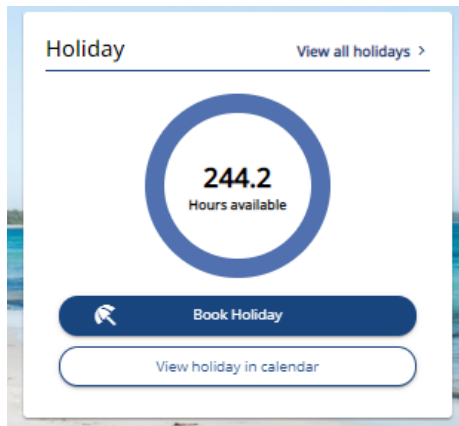 Holiday
View all holidays >
244.2
Hours available
Book Holiday
View holiday in calendar